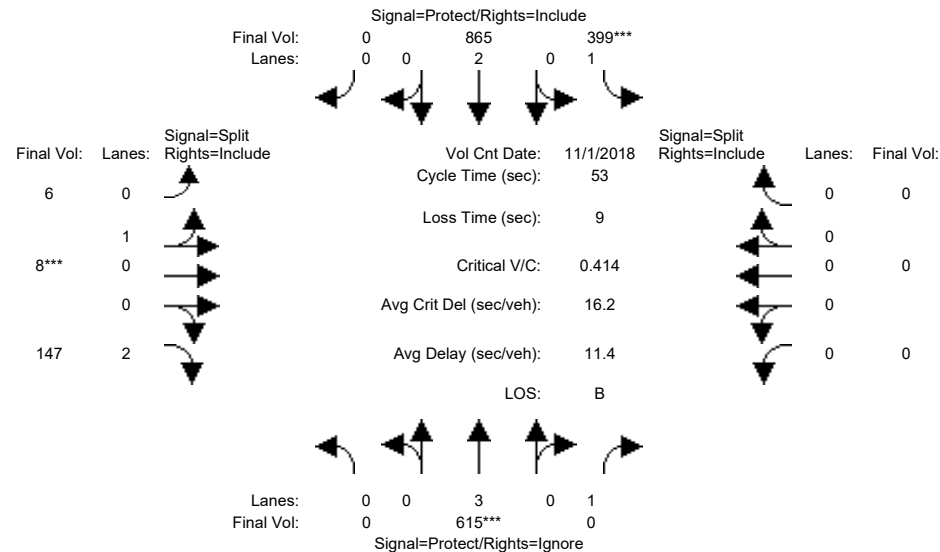 Signal=Protect/Rights=Include
Final Vol: 0 865 399***
Lanes: 0 0 2 0 1
Signal=Split Signal=Split
Final Vol: Lanes: Rights=Include Vol Cnt Date: 11/1/2018 Rights=Include Lanes: Final Vol:
Cycle Time (sec): 53
6 0 0 0
Loss Time (sec): 9
1 0
8*** 0 Critical V/C: 0.414 0 0
0 Avg Crit Del (sec/veh): 16.2 0
147 2 Avg Delay (sec/veh): 11.4 0 0
LOS: B
Lanes: 0 0 3 0 1
Final Vol: 0 615*** 0
Signal=Protect/Rights=Ignore